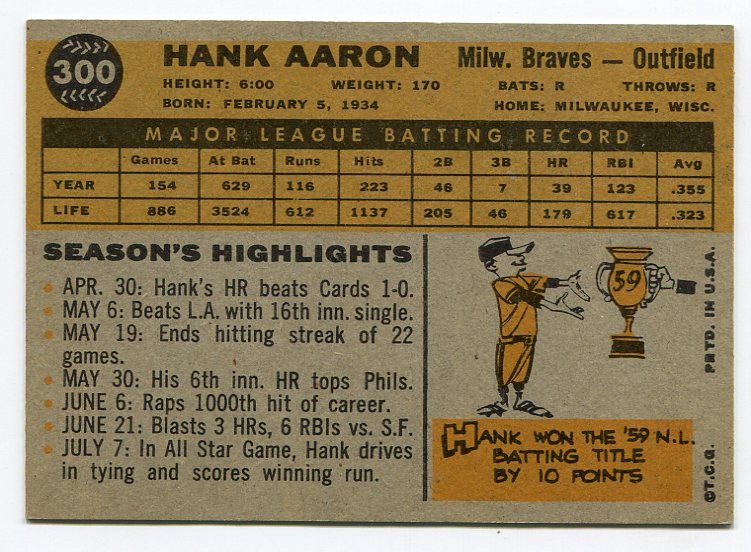 300
HANK AARON Milw. Braves — Outfield
HEIGHT: 6:00 WEIGHT: 170 BATS: R THROWS: R
BORN: FEBRUARY 5, 1934 HOME: MILWAUKEE, WISC.
MAJOR LEAGUE BATTING RECORD
Games At Bat Runs Hits 2B 3B HR RBI Avg
YEAR 154 629 116 223 46 7 39 123 .355
LIFE 886 3524 612 1137 205 46 179 617 .323
SEASON'S HIGHLIGHTS
• APR. 30: Hank's HR beats Cards 1-0.
• MAY 6: Beats L.A. with 16th inn. single.
• MAY 19: Ends hitting streak of 22
games.
• MAY 30: His 6th inn. HR tops Phils.
• JUNE 6: Raps 1000th hit of career.
• JUNE 21: Blasts 3 HRs, 6 RBIs vs. S.F.
• JULY 7: In All Star Game, Hank drives
in tying and scores winning run.
59
HANK WON THE '59 N.L.
BATTING TITLE
BY 10 POINTS
©T.C.G. PRTD. IN U.S.A.